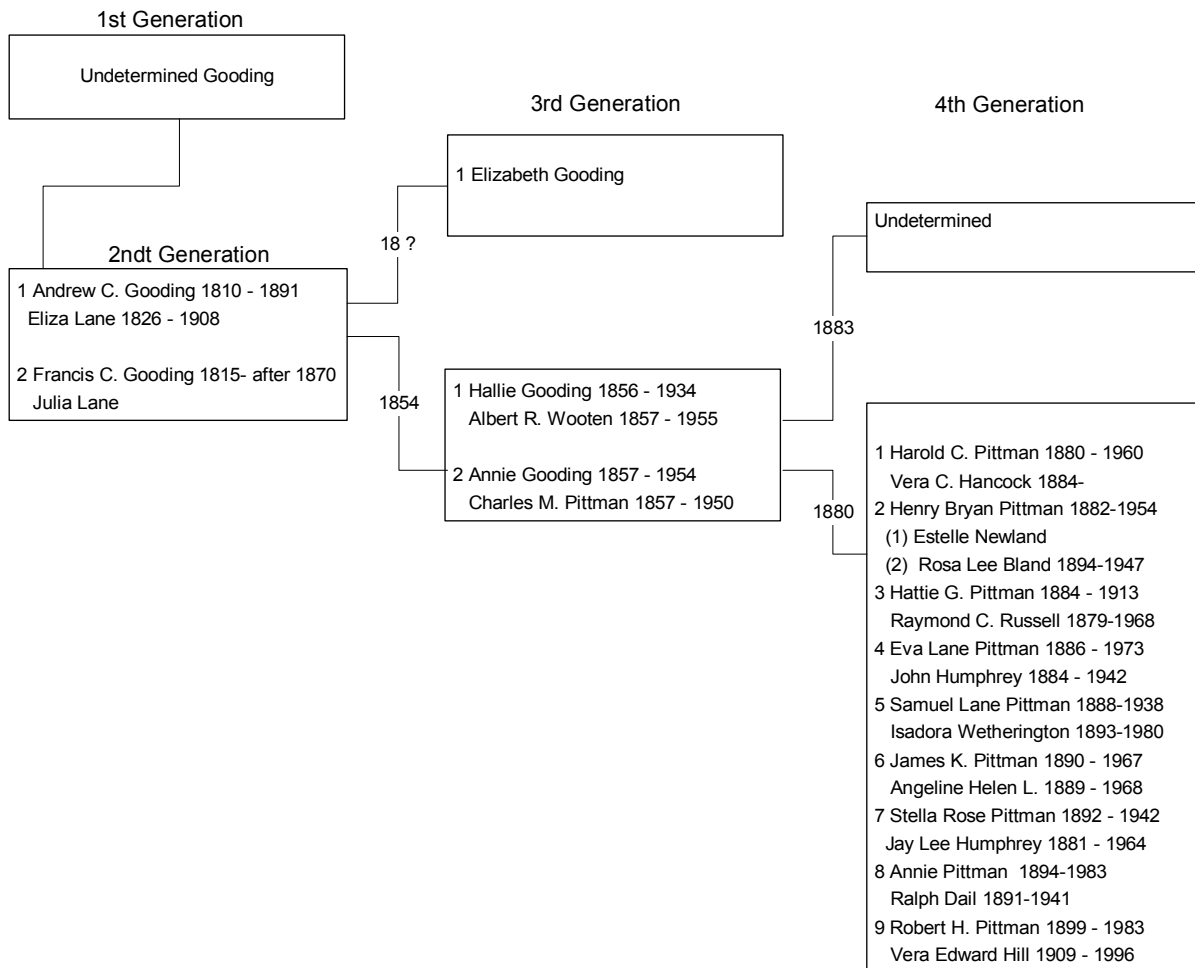 1st Generation
Undetermined Gooding
2ndt Generation
1 Andrew C. Gooding 1810 - 1891
Eliza Lane 1826 - 1908
2 Francis C. Gooding 1815- after 1870
Julia Lane
18 ?
1854
3rd Generation
1 Elizabeth Gooding
1 Hallie Gooding 1856 - 1934
Albert R. Wooten 1857 - 1955
2 Annie Gooding 1857 - 1954
Charles M. Pittman 1857 - 1950
1883
1880
4th Generation
Undetermined
1 Harold C. Pittman 1880 - 1960
Vera C. Hancock 1884-
2 Henry Bryan Pittman 1882-1954
(1) Estelle Newland
(2) Rosa Lee Bland 1894-1947
3 Hattie G. Pittman 1884 - 1913
Raymond C. Russell 1879-1968
4 Eva Lane Pittman 1886 - 1973
John Humphrey 1884 - 1942
5 Samuel Lane Pittman 1888-1938
Isadora Wetherington 1893-1980
6 James K. Pittman 1890 - 1967
Angeline Helen L. 1889 - 1968
7 Stella Rose Pittman 1892 - 1942
Jay Lee Humphrey 1881 - 1964
8 Annie Pittman 1894-1983
Ralph Dail 1891-1941
9 Robert H. Pittman 1899 - 1983
Vera Edward Hill 1909 - 1996